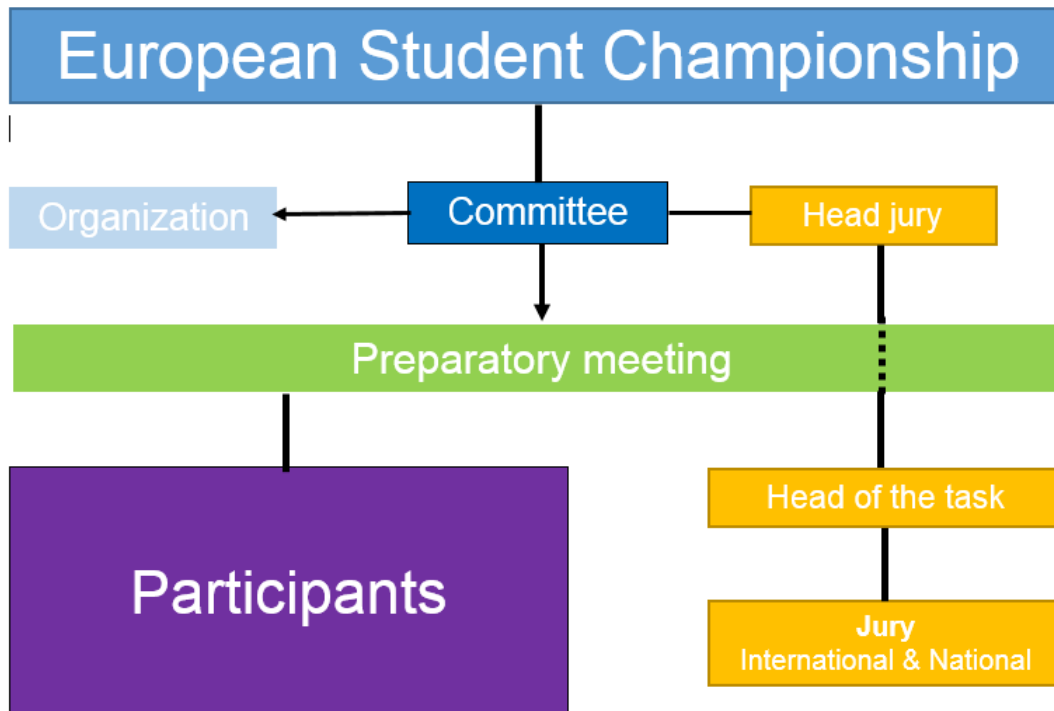 European Student Championship
Organization
Committee
Head jury
Preparatory meeting
Participants
Head of the task
Jury
International & National